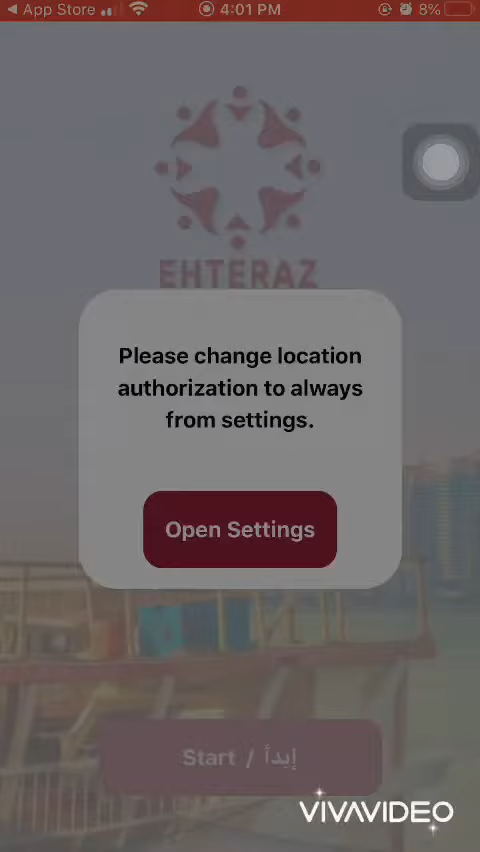 App Store
4:01 PM
8%
EHTERAZ
Please change location
authorization to always
from settings.
Open Settings
Start / إبدأ
VIVAVIDEO